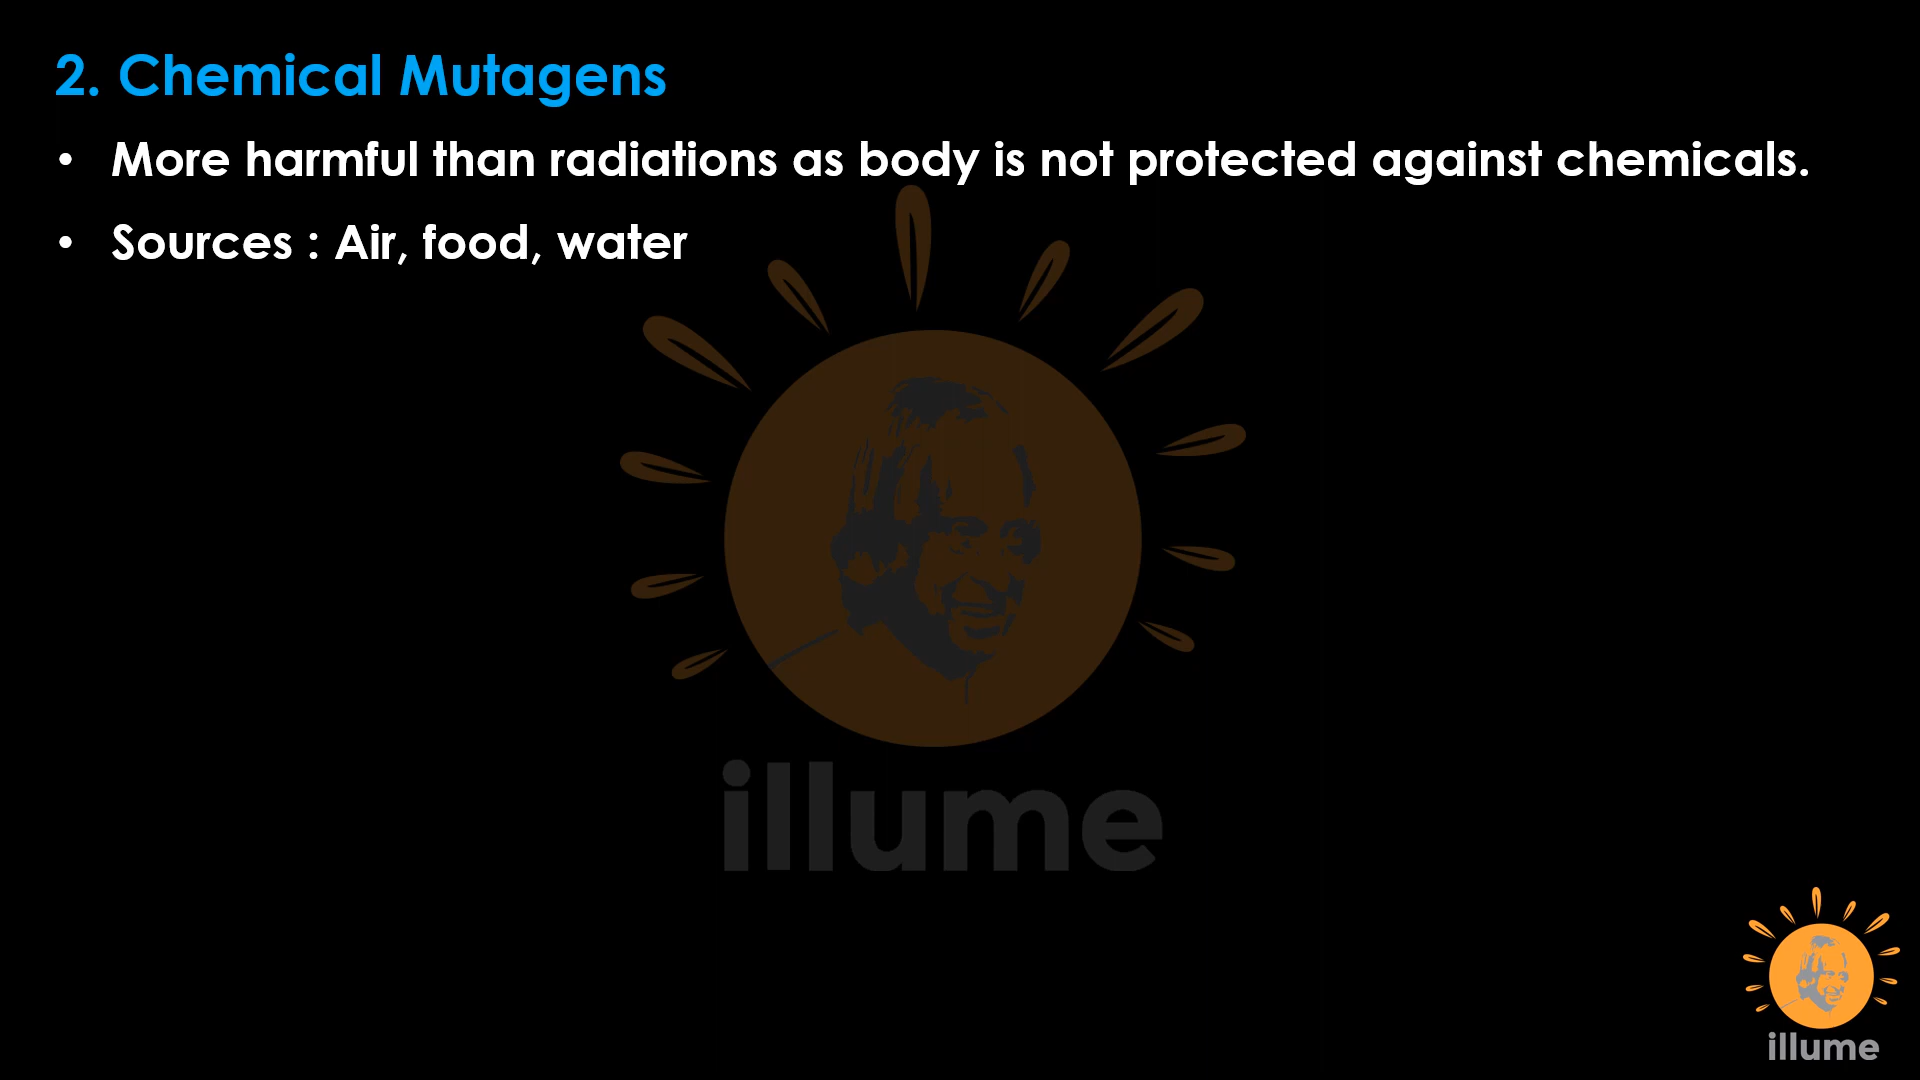 2. Chemical Mutagens
• More harmful than radiations as body is not protected against chemicals.
• Sources : Air, food, water
illume
illume